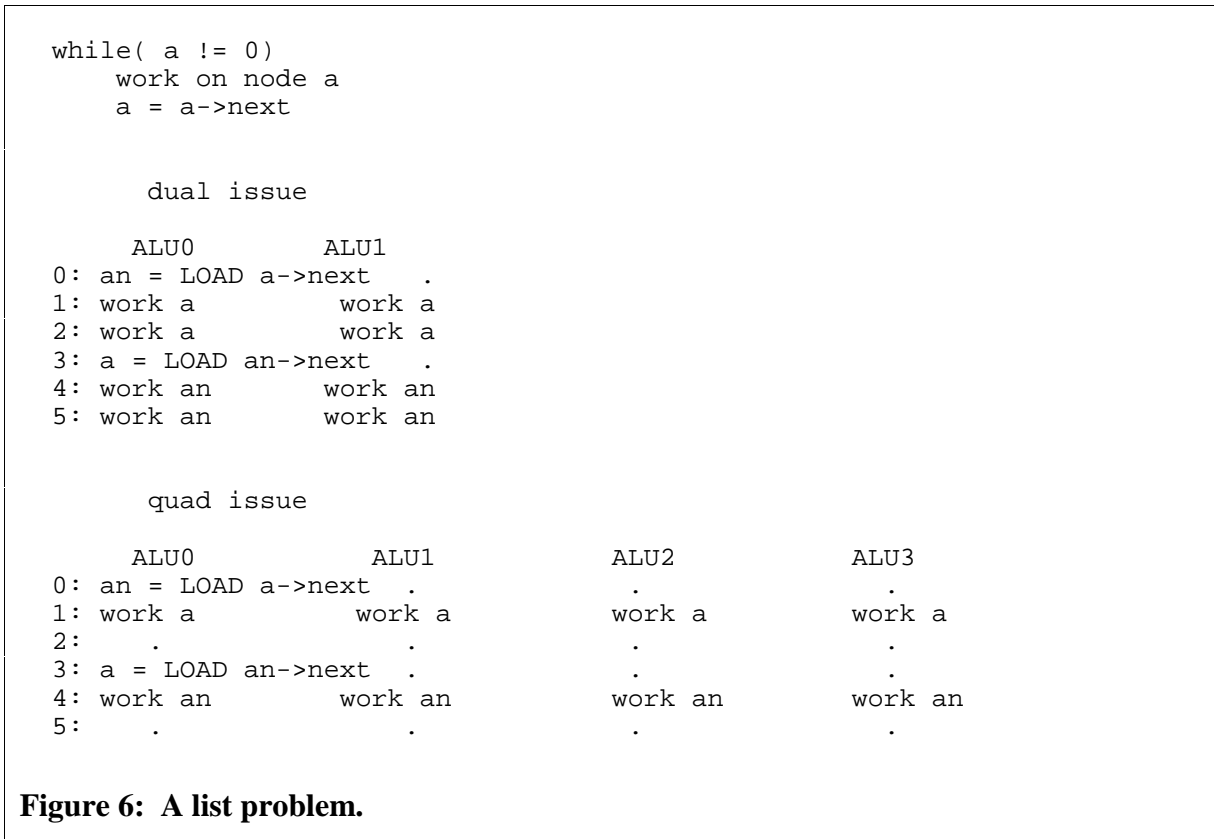 while( a != 0)
    work on node a
    a = a->next
dual issue
ALU0 ALU1
0: an = LOAD a->next .
1: work a work a
2: work a work a
3: a = LOAD an->next .
4: work an work an
5: work an work an
quad issue
ALU0 ALU1 ALU2 ALU3
0: an = LOAD a->next . . .
1: work a work a work a work a
2: . . . .
3: a = LOAD an->next . . .
4: work an work an work an work an
5: . . . .
Figure 6: A list problem.